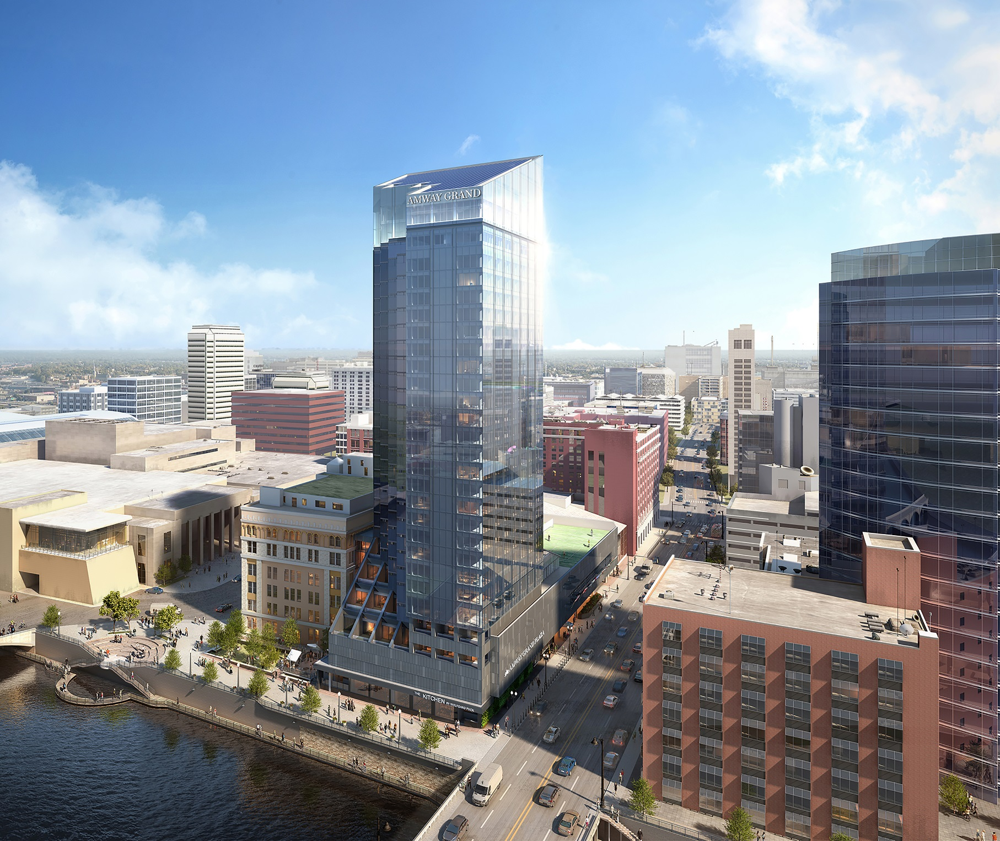 AMWAY GRAND
AMWAY GRAND PLAZA
THE KITCHEN BY WOLFGANG PUCK